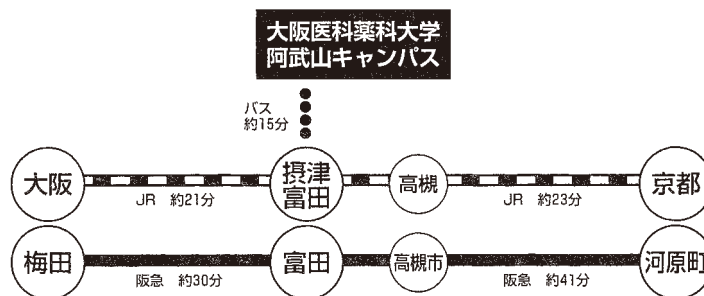 大阪医科薬科大学
阿武山キャンパス
バス
約15分
大阪
JR 約21分
摂津
富田
高槻
JR 約23分
京都
梅田
阪急 約30分
富田
高槻市
阪急 約41分
河原町